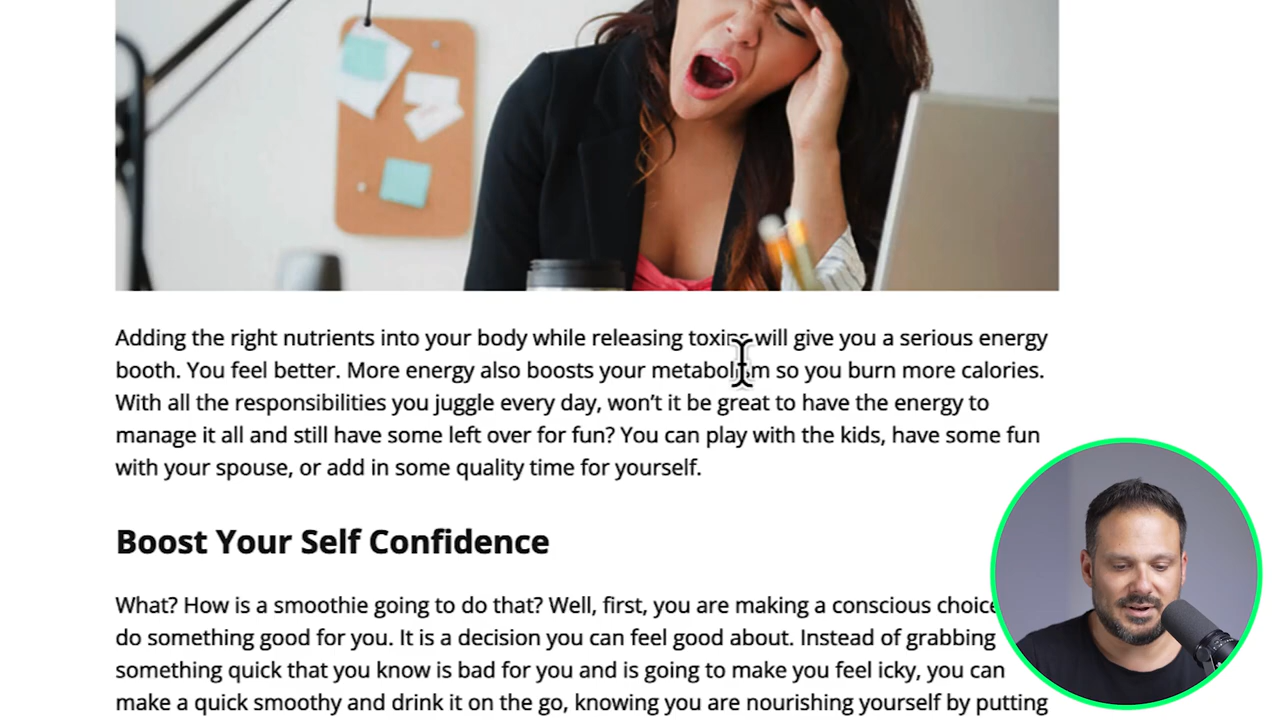 Adding the right nutrients into your body while releasing toxins will give you a serious energy
booth. You feel better. More energy also boosts your metabolism so you burn more calories.
With all the responsibilities you juggle every day, won’t it be great to have the energy to
manage it all and still have some left over for fun? You can play with the kids, have some fun
with your spouse, or add in some quality time for yourself.
Boost Your Self Confidence
What? How is a smoothie going to do that? Well, first, you are making a conscious choice
do something good for you. It is a decision you can feel good about. Instead of grabbing
something quick that you know is bad for you and is going to make you feel icky, you can
make a quick smoothy and drink it on the go, knowing you are nourishing yourself by putting